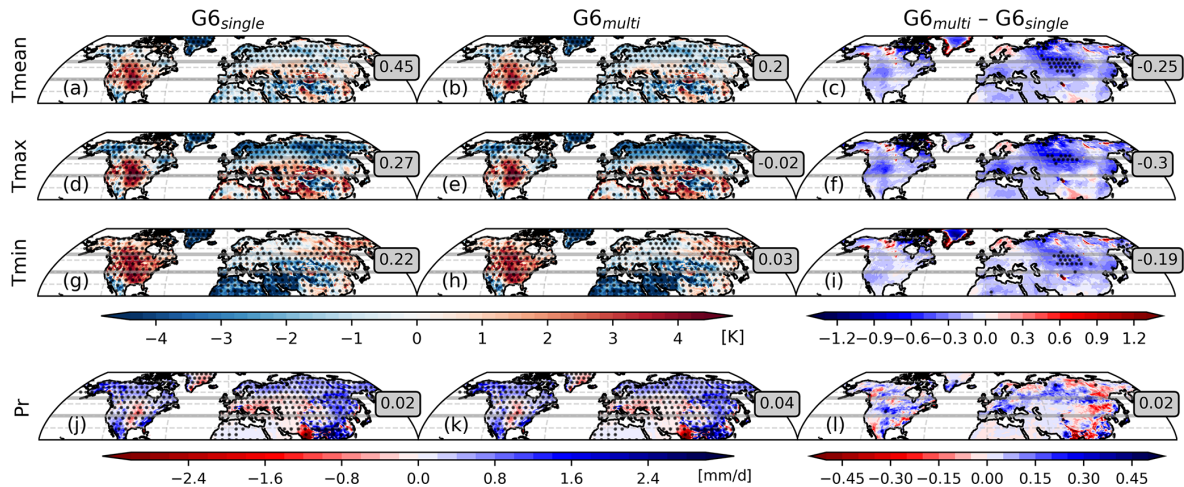 G6single G6multi G6multi – G6single
Tmean (a) 0.45 (b) 0.2 (c) -0.25
Tmax (d) 0.27 (e) -0.02 (f) -0.3
Tmin (g) 0.22 (h) 0.03 (i) -0.19
−4 −3 −2 −1 0 1 2 3 4 [K] −1.2 −0.9 −0.6 −0.3 0.0 0.3 0.6 0.9 1.2
Pr (j) 0.02 (k) 0.04 (l) 0.02
−2.4 −1.6 −0.8 0.0 0.8 1.6 2.4 [mm/d] −0.45 −0.30 −0.15 0.00 0.15 0.30 0.45